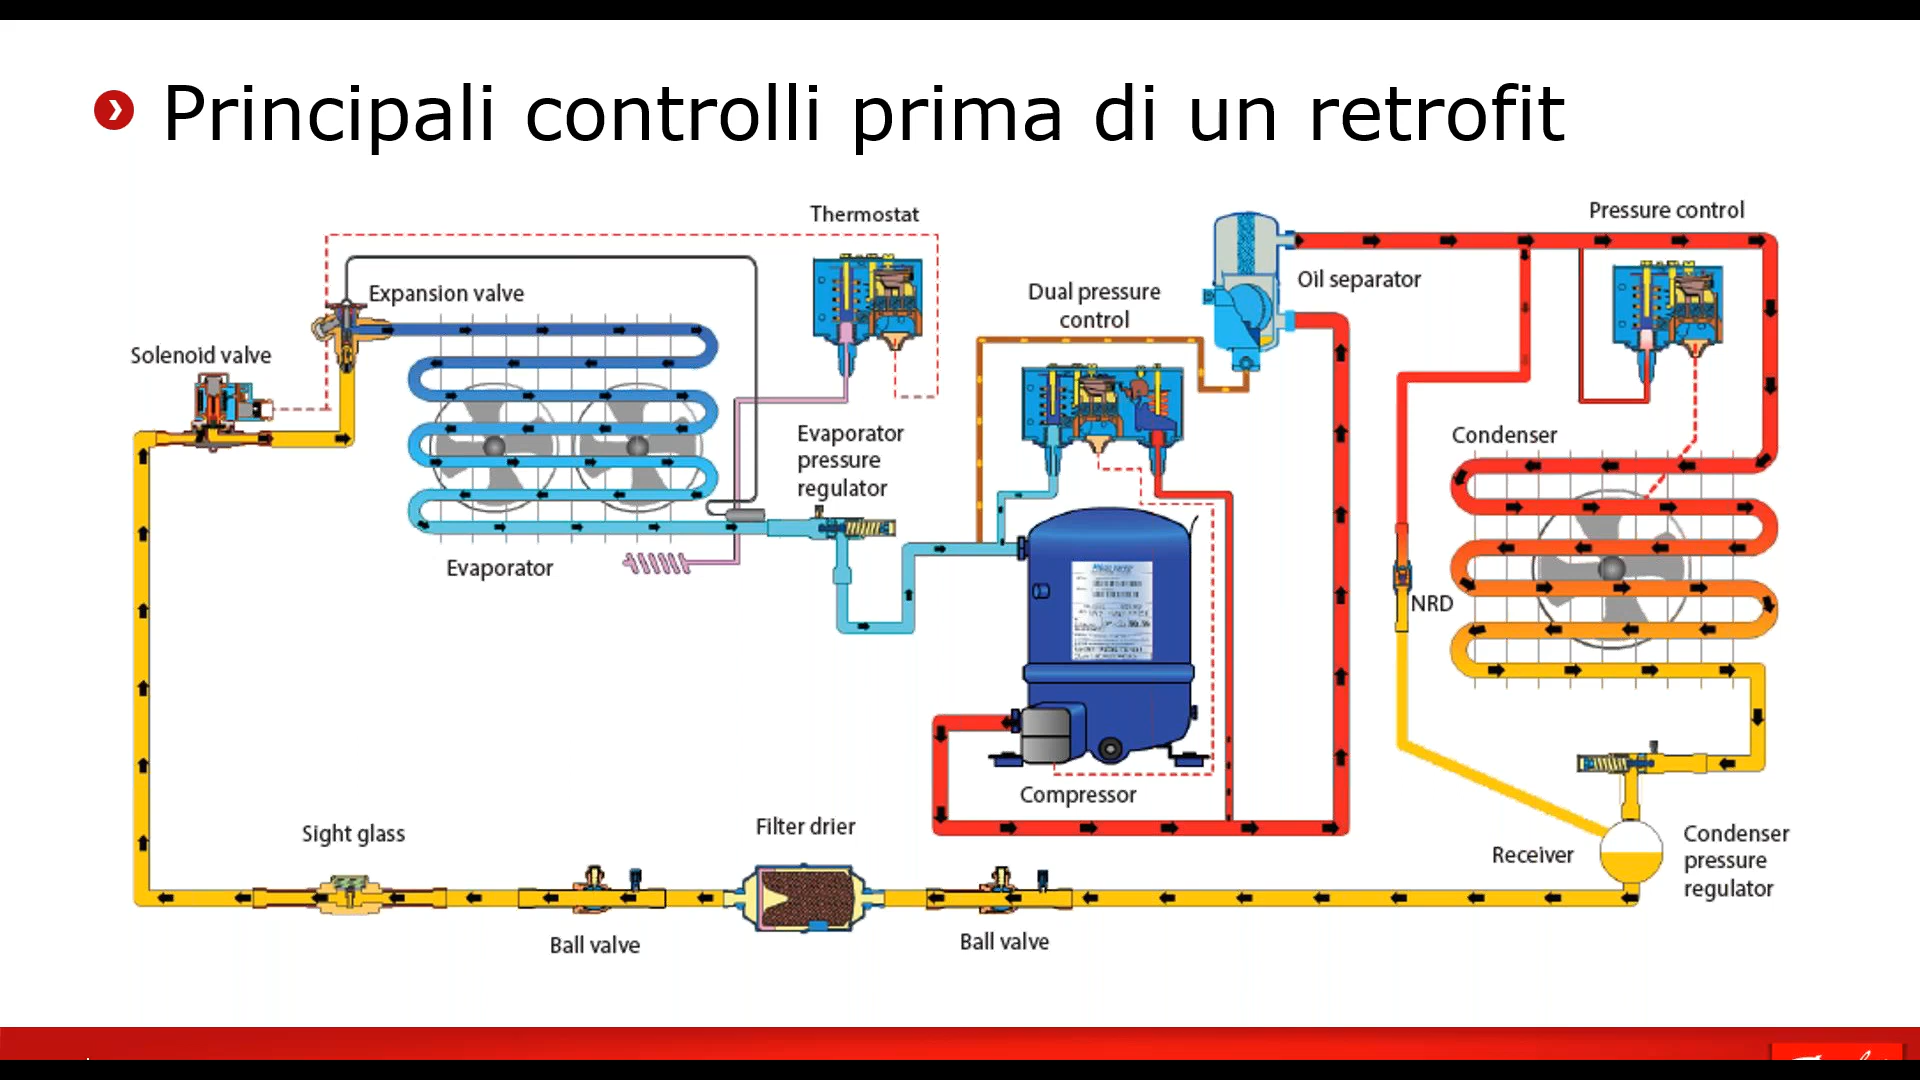 Principali controlli prima di un retrofit
Thermostat
Pressure control
Expansion valve
Oil separator
Dual pressure
control
Solenoid valve
Evaporator
pressure
regulator
Condenser
Evaporator
NRD
Compressor
Sight glass
Filter drier
Receiver
Condenser
pressure
regulator
Ball valve
Ball valve